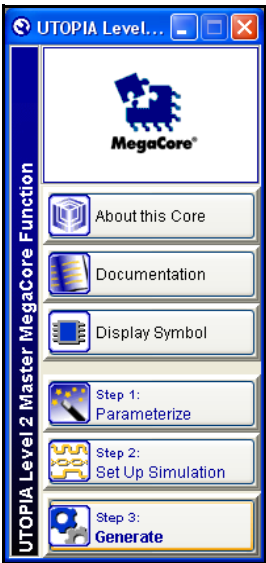 UTOPIA Level...
MegaCore®
UTOPIA Level 2 Master MegaCore Function
About this Core
Documentation
Display Symbol
Step 1:
Parameterize
Step 2:
Set Up Simulation
Step 3:
Generate